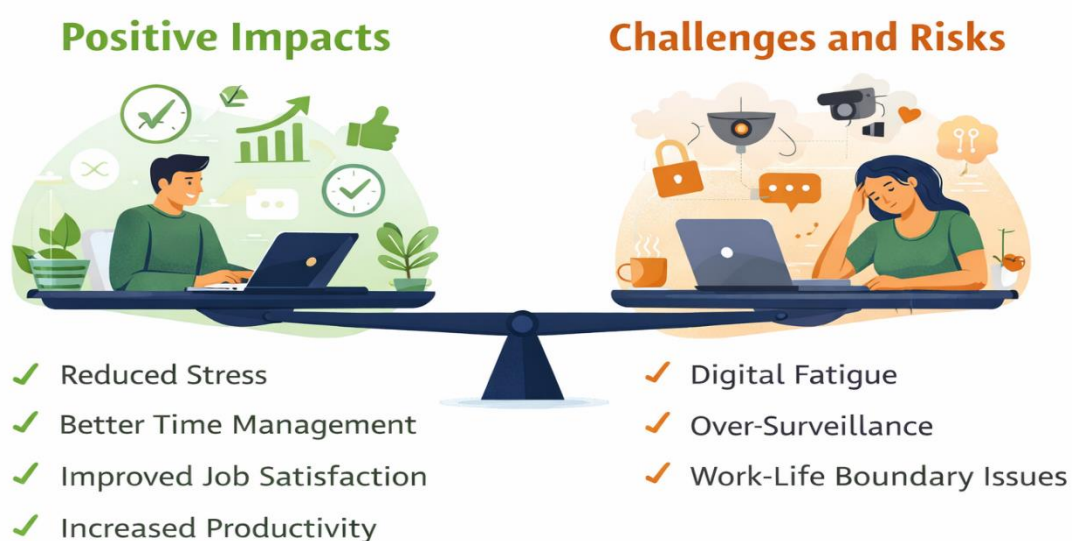 Positive Impacts
Challenges and Risks
Reduced Stress
Better Time Management
Improved Job Satisfaction
Increased Productivity
Digital Fatigue
Over-Surveillance
Work-Life Boundary Issues